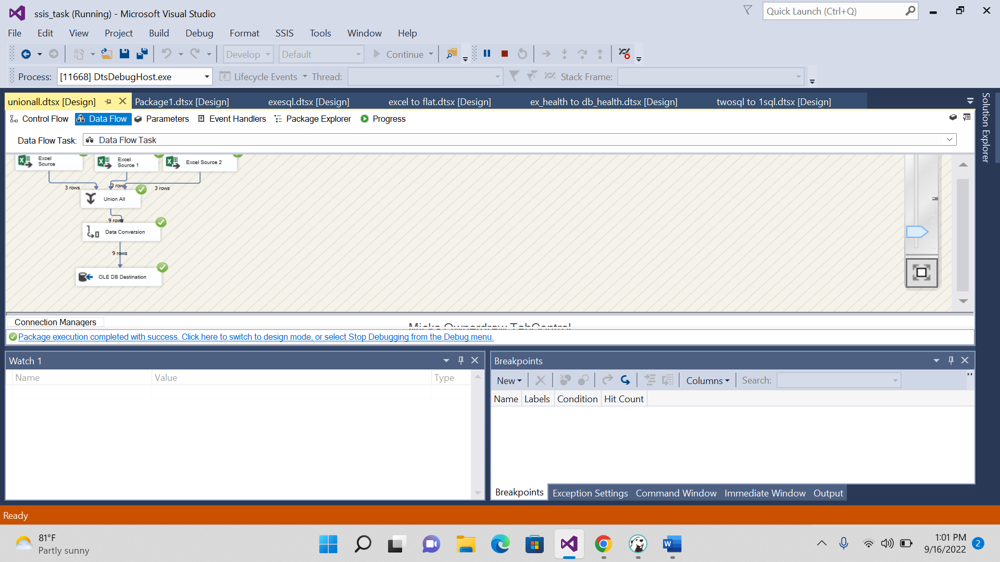 ssis_task (Running) - Microsoft Visual Studio
Quick Launch (Ctrl+Q)
File Edit View Project Build Debug Format SSIS Tools Window Help
Develop Default Continue
Process: [11668] DtsDebugHost.exe Lifecycle Events Thread: Stack Frame:
unionall.dtsx [Design] Package1.dtsx [Design] exesql.dtsx [Design] excel to flat.dtsx [Design] ex_health to db_health.dtsx [Design] twosql to 1sql.dtsx [Design]
Solution Explorer
Control Flow Data Flow Parameters Event Handlers Package Explorer Progress
Data Flow Task: Data Flow Task
Excel
Source
Excel
Source 1
Excel Source 2
3 rows 3 rows 3 rows
Union All
9 rows
Data Conversion
9 rows
OLE DB Destination
Connection Managers
Micks Ownerdraw TabControl
Package execution completed with success. Click here to switch to design mode, or select Stop Debugging from the Debug menu.
Watch 1
Name Value Type
Breakpoints
New Columns Search:
Name Labels Condition Hit Count
Breakpoints Exception Settings Command Window Immediate Window Output
Ready
81°F
Partly sunny
1:01 PM
9/16/2022
2